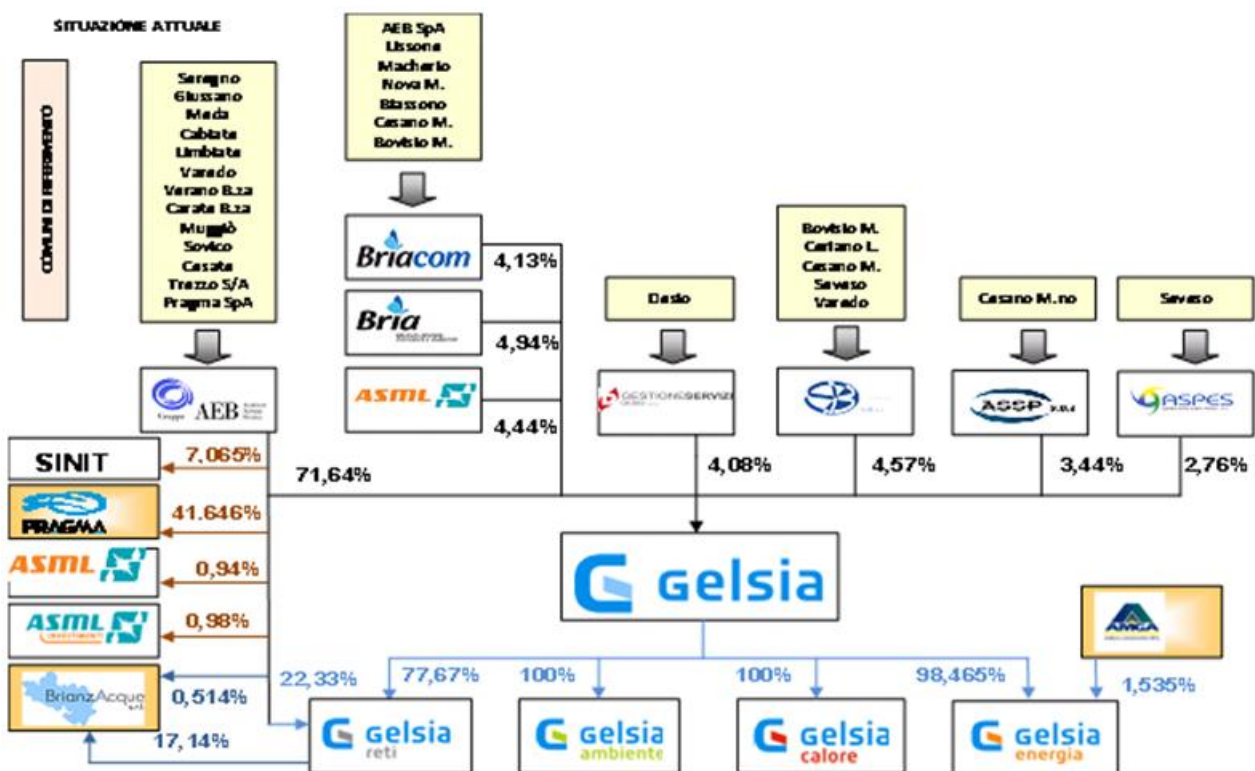 SITUAZIONE ATTUALE
COMUNI DI RIFERIMENTO
Seregno
Giussano
Meda
Cabiate
Limbiate
Varedo
Verano B.za
Carate B.za
Muggiò
Sovico
Cesate
Trezzo S/A
Pragma SpA
AEB SpA
Lissone
Macherio
Nova M.
Biassono
Cesano M.
Bovisio M.
Briacom
4,13%
Bria
4,94%
ASML
4,44%
Desio
Bovisio M.
Ceriano L.
Cesano M.
Seveso
Varedo
Cesano M.no
Seveso
Gruppo AEB
GESTIONESERVIZI
ASSP s.p.a
ASPES
71,64%
4,08%
4,57%
3,44%
2,76%
SINIT
7.065%
PRAGMA
41.646%
ASML
0,94%
ASML
INVESTIMENTI
0,98%
BrianzAcque
s.r.l.
0,514%
17,14%
Gelsia
AMGA
22,33%
77,67%
100%
100%
98,465%
1,535%
Gelsia
reti
Gelsia
ambiente
Gelsia
calore
Gelsia
energia